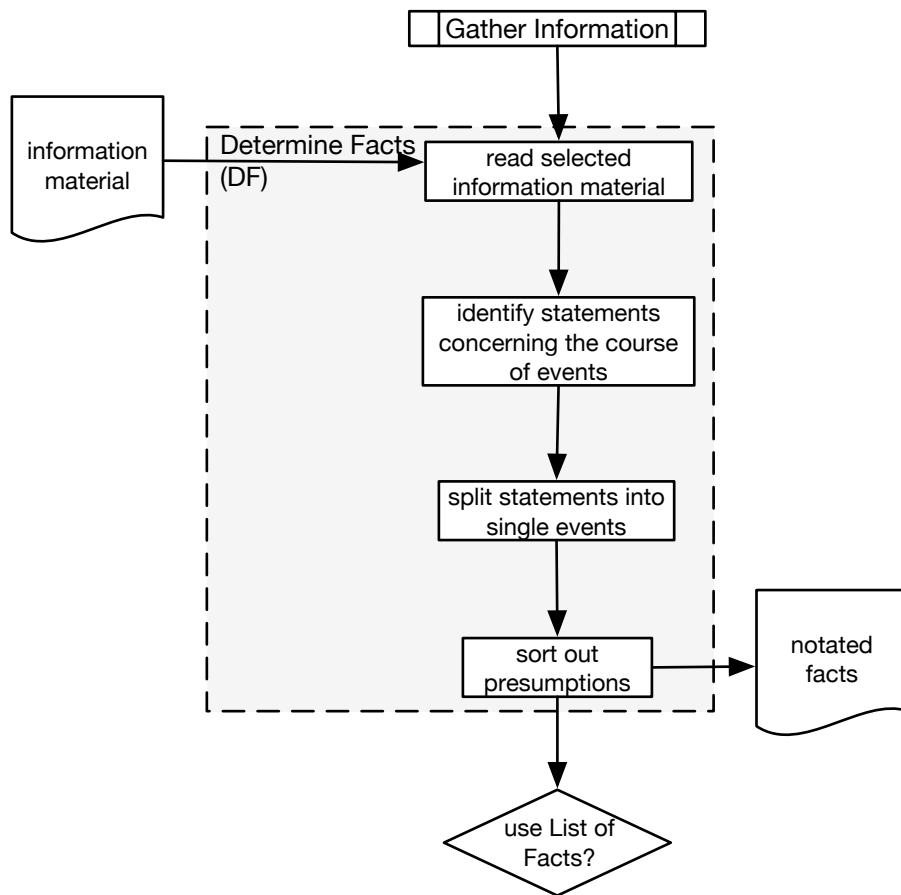 Gather Information
information
material
Determine Facts
(DF)
read selected
information material
identify statements
concerning the course
of events
split statements into
single events
sort out
presumptions
notated
facts
use List of
Facts?